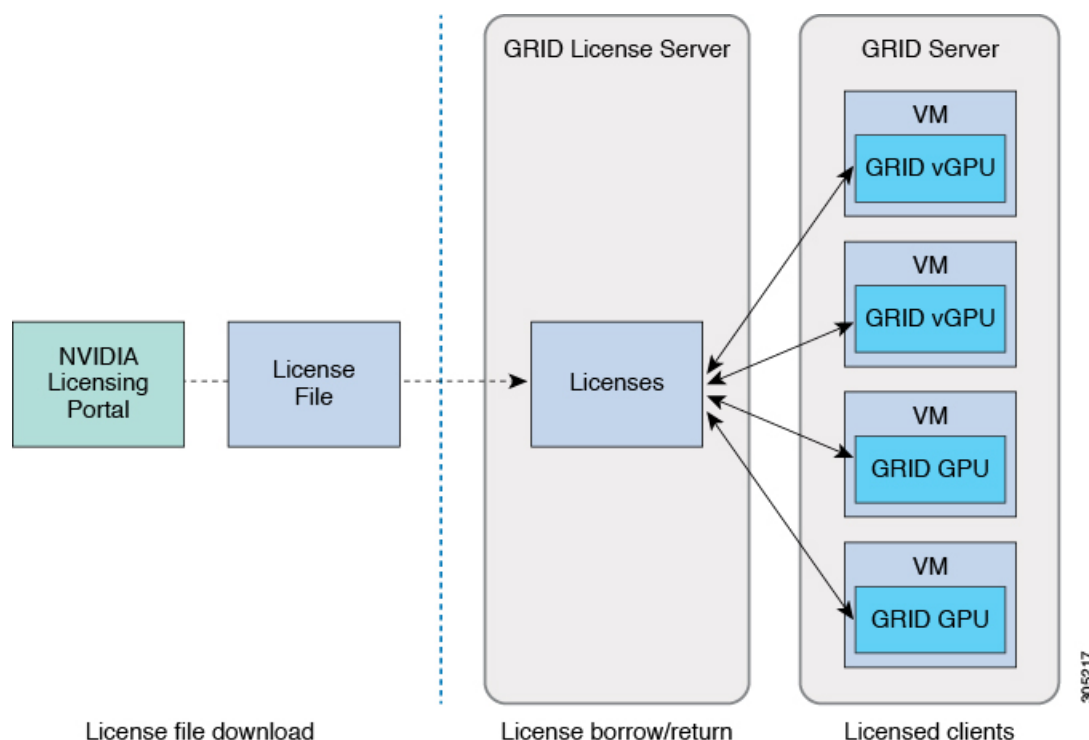 GRID License Server
GRID Server
VM
GRID vGPU
VM
GRID vGPU
NVIDIA
Licensing
Portal
License
File
Licenses
VM
GRID GPU
VM
GRID GPU
305217
License file download
License borrow/return
Licensed clients